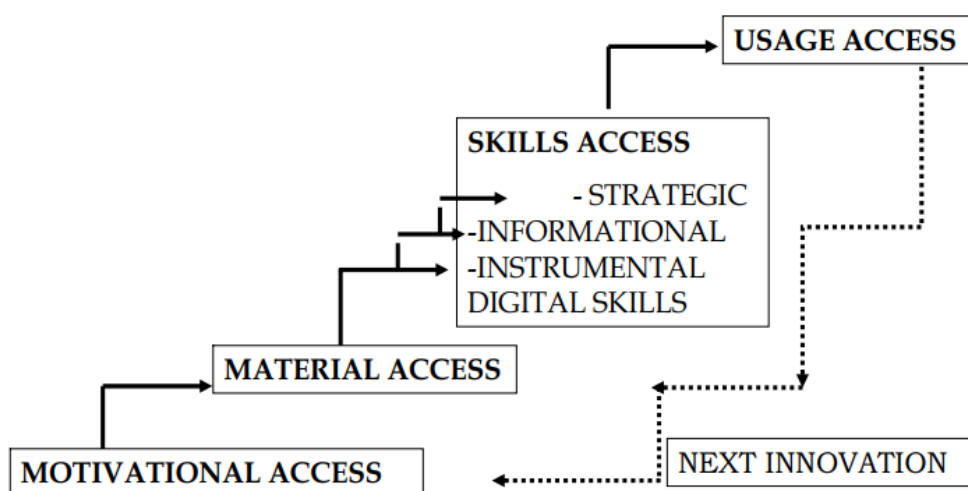 USAGE ACCESS
SKILLS ACCESS
- STRATEGIC
-INFORMATIONAL
-INSTRUMENTAL
DIGITAL SKILLS
MATERIAL ACCESS
MOTIVATIONAL ACCESS
NEXT INNOVATION